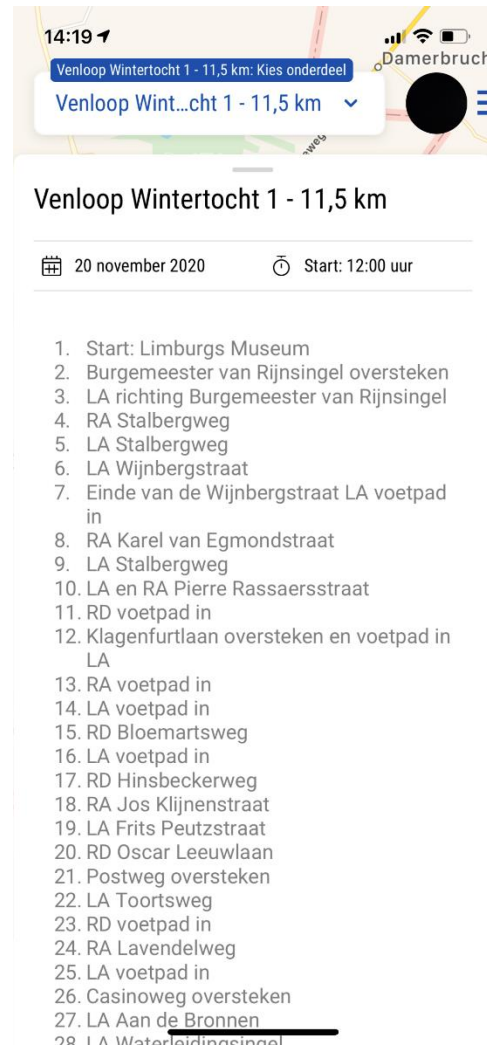 14:19
Damerbruch
Venloop Wintertocht 1 - 11,5 km: Kies onderdeel
Venloop Wint...cht 1 - 11,5 km
weg
Venloop Wintertocht 1 - 11,5 km
20 november 2020
Start: 12:00 uur
1. Start: Limburgs Museum
2. Burgemeester van Rijnsingel oversteken
3. LA richting Burgemeester van Rijnsingel
4. RA Stalbergweg
5. LA Stalbergweg
6. LA Wijnbergstraat
7. Einde van de Wijnbergstraat LA voetpad
in
8. RA Karel van Egmondstraat
9. LA Stalbergweg
10. LA en RA Pierre Rassaersstraat
11. RD voetpad in
12. Klagenfurtlaan oversteken en voetpad in
LA
13. RA voetpad in
14. LA voetpad in
15. RD Bloemartsweg
16. LA voetpad in
17. RD Hinsbeckerweg
18. RA Jos Klijnenstraat
19. LA Frits Peutzstraat
20. RD Oscar Leeuwlaan
21. Postweg oversteken
22. LA Toortsweg
23. RD voetpad in
24. RA Lavendelweg
25. LA voetpad in
26. Casinoweg oversteken
27. LA Aan de Bronnen
28. LA Waterleidingsingel